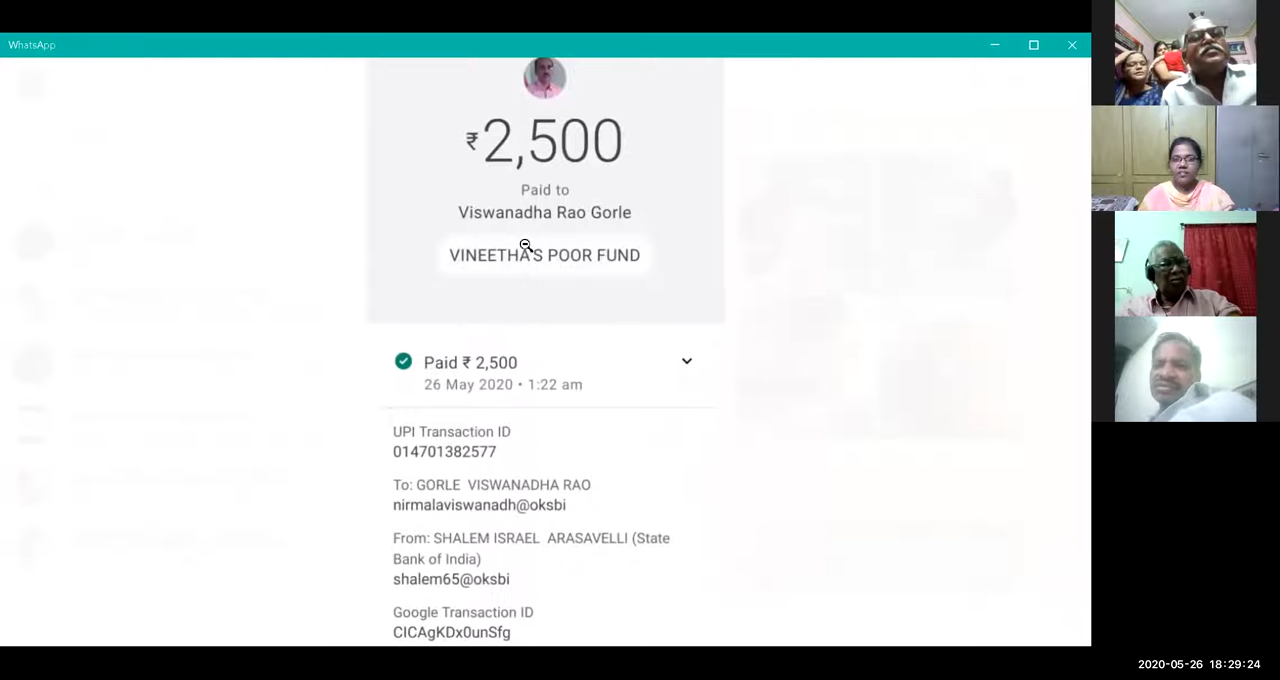 WhatsApp
₹2,500
Paid to
Viswanadha Rao Gorle
VINEETHA'S POOR FUND
Paid ₹ 2,500
26 May 2020 • 1:22 am
UPI Transaction ID
014701382577
To: GORLE VISWANADHA RAO
nirmalaviswanadh@oksbi
From: SHALEM ISRAEL ARASAVELLI (State
Bank of India)
shalem65@oksbi
Google Transaction ID
CICAgKDx0unSfg
2020-05-26 18:29:24